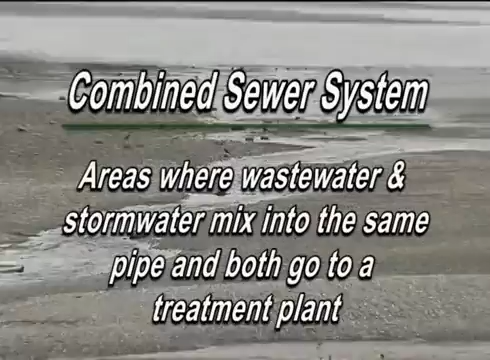 Combined Sewer System
Areas where wastewater &
stormwater mix into the same
pipe and both go to a
treatment plant